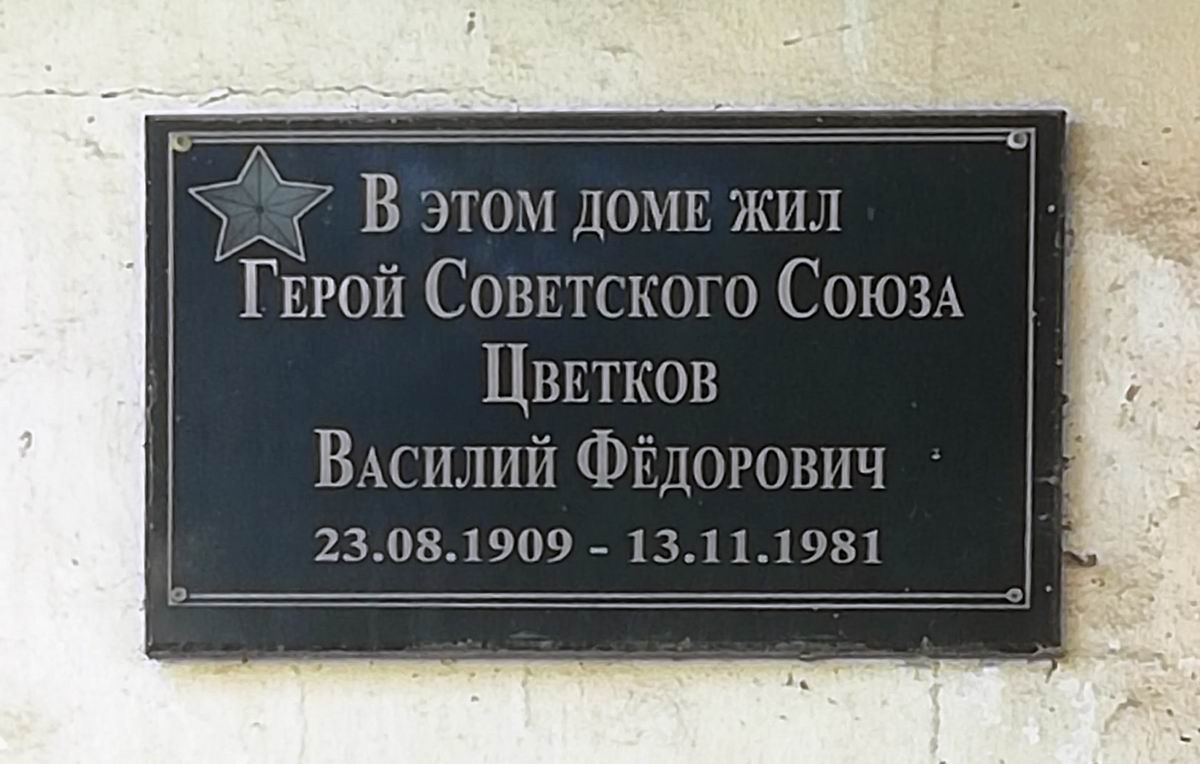 В этом доме жил
Герой Советского Союза
Цветков
Василий Фёдорович
23.08.1909 - 13.11.1981